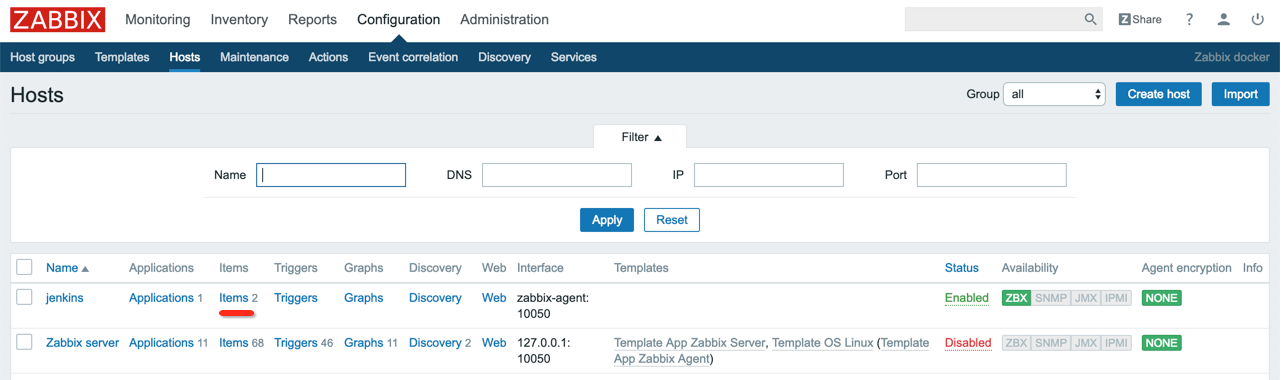 ZABBIX Monitoring Inventory Reports Configuration Administration Z Share ?
Host groups Templates Hosts Maintenance Actions Event correlation Discovery Services Zabbix docker
Hosts Group all Create host Import
Filter ▲
Name DNS IP Port
Apply Reset
Name ▲ Applications Items Triggers Graphs Discovery Web Interface Templates Status Availability Agent encryption Info
jenkins Applications 1 Items 2 Triggers Graphs Discovery Web zabbix-agent: Enabled ZBX SNMP JMX IPMI NONE
10050
Zabbix server Applications 11 Items 68 Triggers 46 Graphs 11 Discovery 2 Web 127.0.0.1: Template App Zabbix Server, Template OS Linux (Template Disabled ZBX SNMP JMX IPMI NONE
10050 App Zabbix Agent)